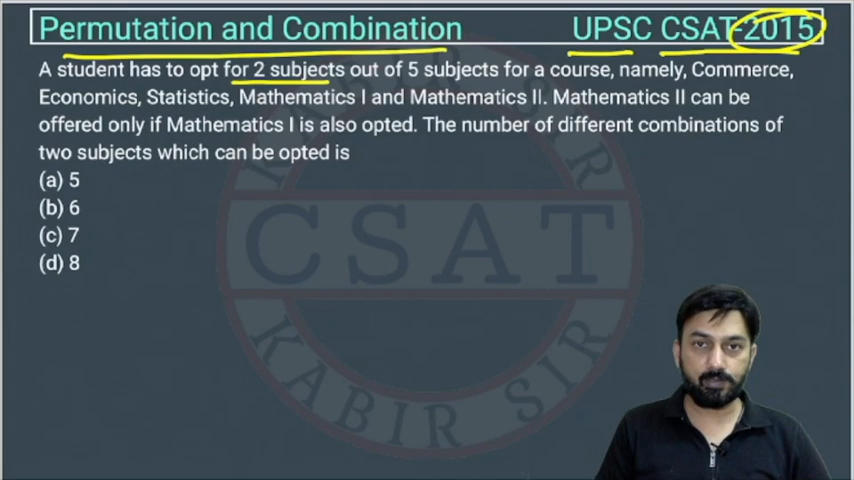 Permutation and Combination UPSC CSAT-2015
A student has to opt for 2 subjects out of 5 subjects for a course, namely, Commerce,
Economics, Statistics, Mathematics I and Mathematics II. Mathematics II can be
offered only if Mathematics I is also opted. The number of different combinations of
two subjects which can be opted is
(a) 5
(b) 6
(c) 7
(d) 8
KABIR SIR
CSAT
KABIR SIR